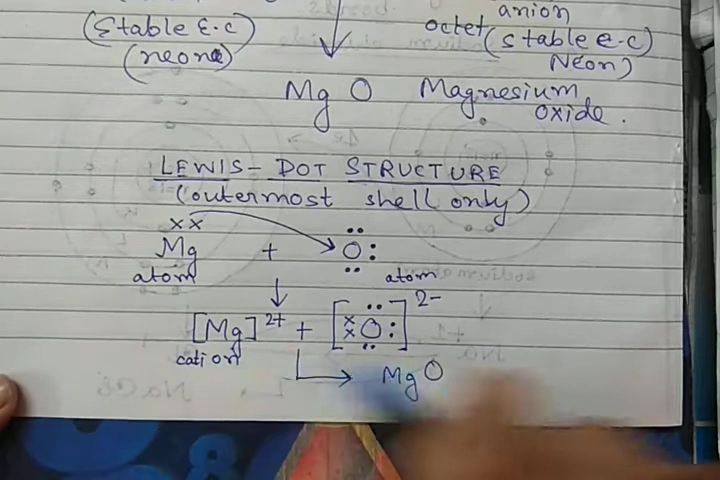 (Stable E.C)
(neon)
anion
octet (stable e.c)
Neon)
MgO Magnesium
oxide.
LEWIS-DOT STRUCTURE
(outermost shell only)
xx
Mg + O:
atom atom
[Mg]2+ + [xxO:]2-
cation
MgO